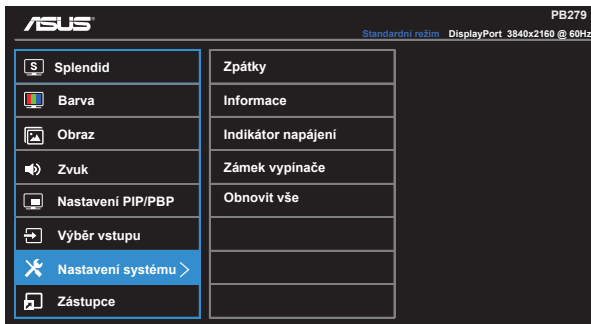 ASUS
PB279
Standardní režim DisplayPort 3840x2160 @ 60Hz
S Splendid
Barva
Obraz
Zvuk
Nastavení PIP/PBP
Výběr vstupu
Nastavení systému >
Zástupce
Zpátky
Informace
Indikátor napájení
Zámek vypínače
Obnovit vše